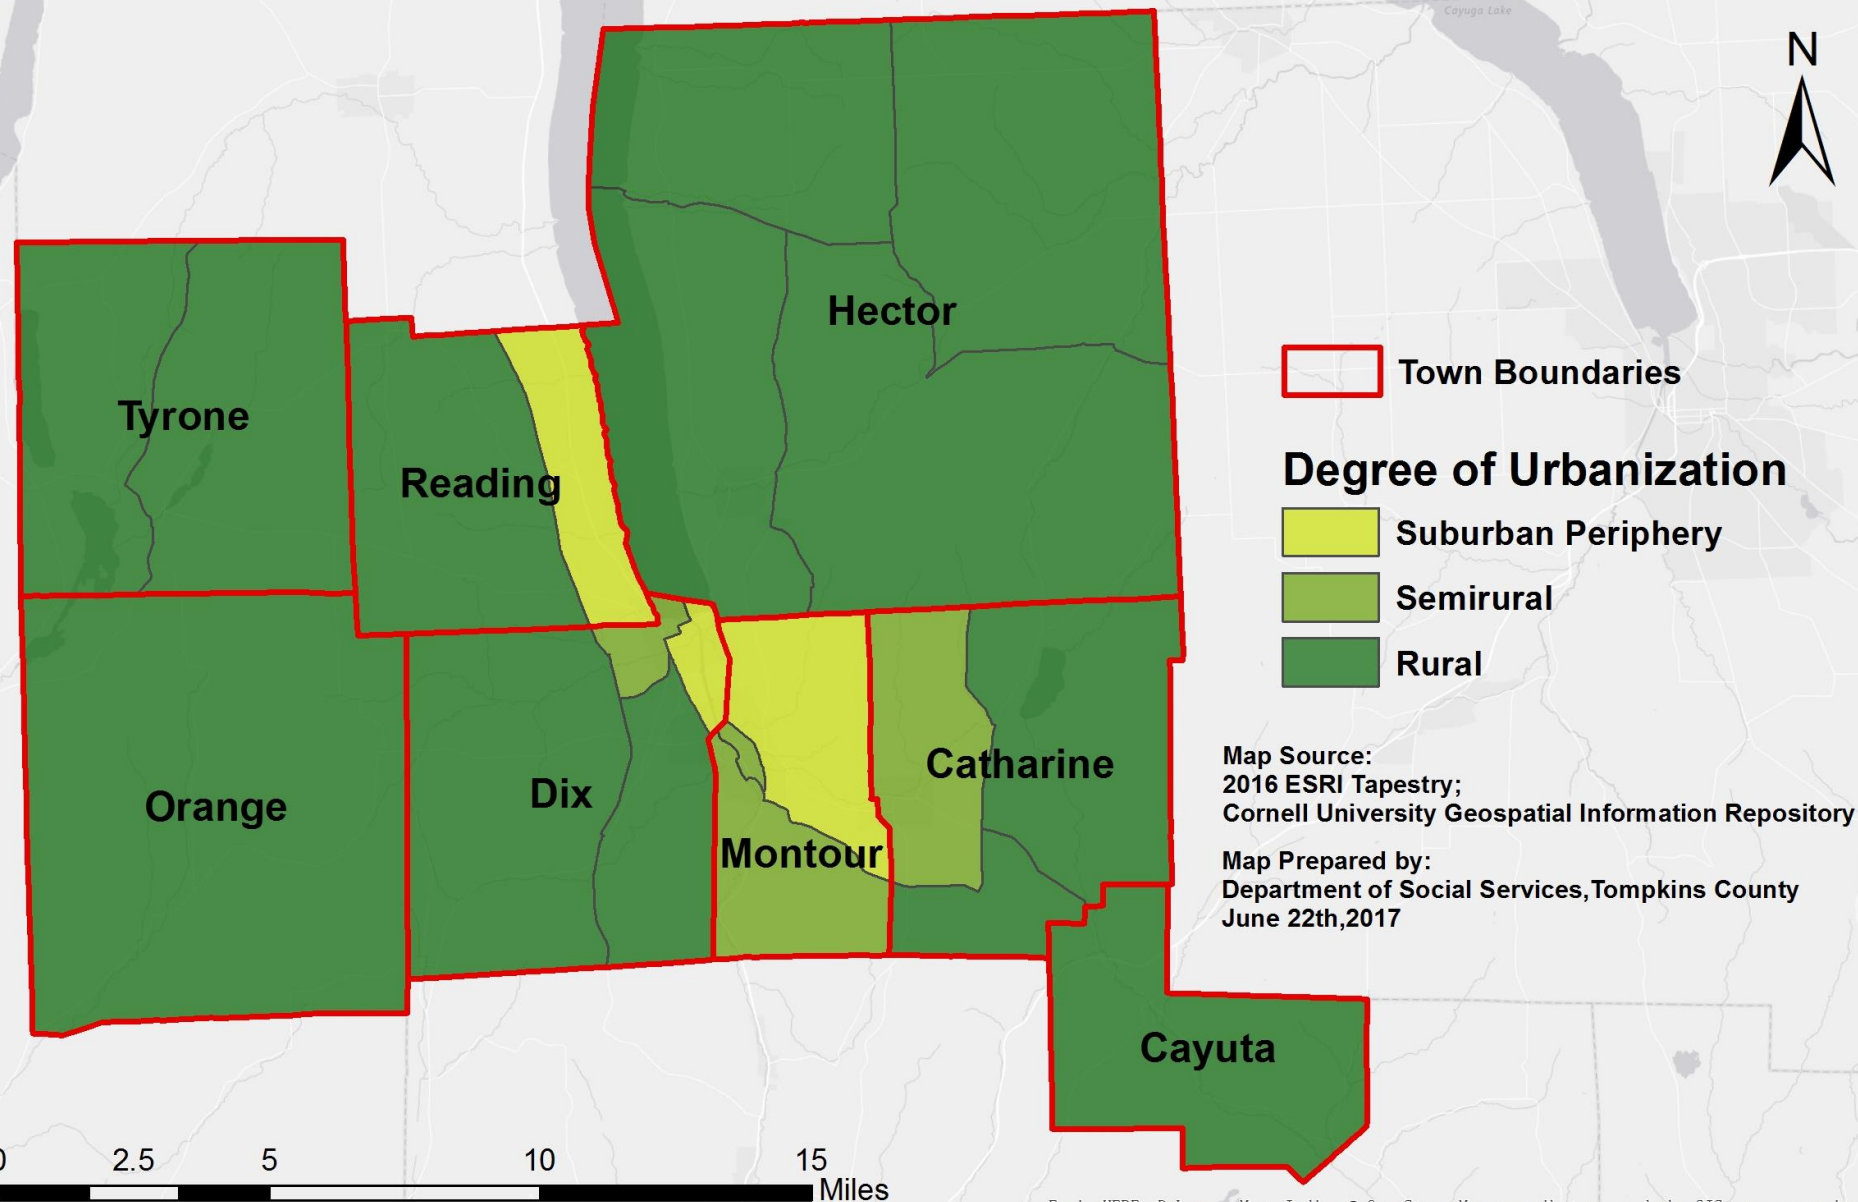 Cayuga Lake
N
Hector
Town Boundaries
Tyrone
Degree of Urbanization
Reading
Suburban Periphery
Semirural
Rural
Catharine
Map Source:
2016 ESRI Tapestry;
Cornell University Geospatial Information Repository
Orange
Dix
Montour
Map Prepared by:
Department of Social Services,Tompkins County
June 22th,2017
Cayuta
0 2.5 5 10 15
Miles